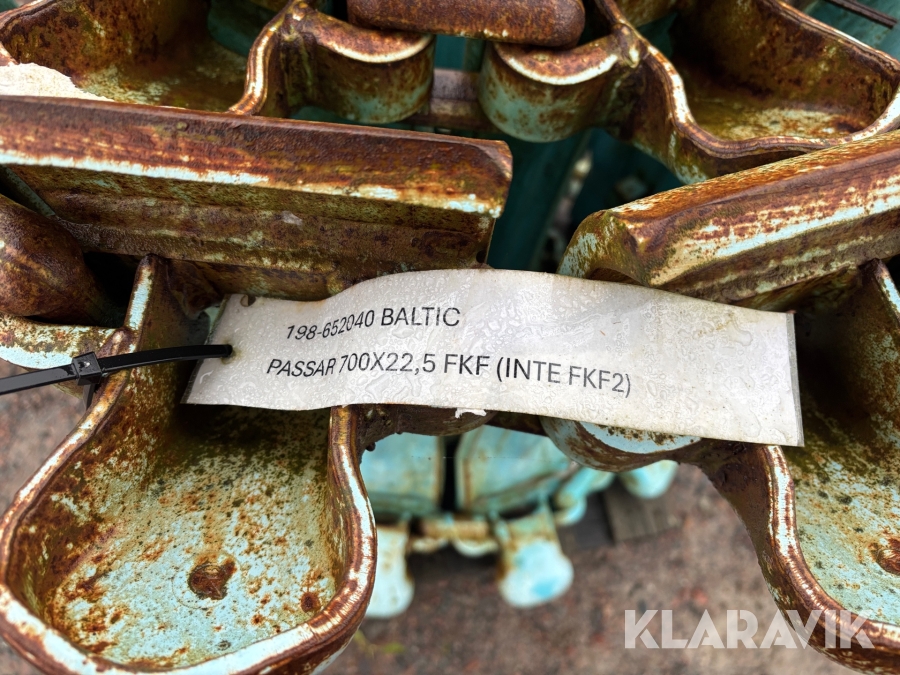 198-652040 BALTIC
PASSAR 700X22,5 FKF (INTE FKF2)
KLARAVIK